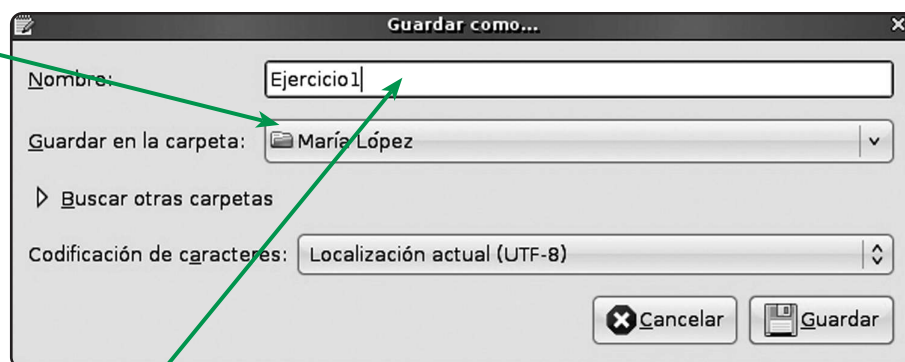 Guardar como...
Nombre: Ejercicio1
Guardar en la carpeta: María López
Buscar otras carpetas
Codificación de caracteres: Localización actual (UTF-8)
Cancelar Guardar